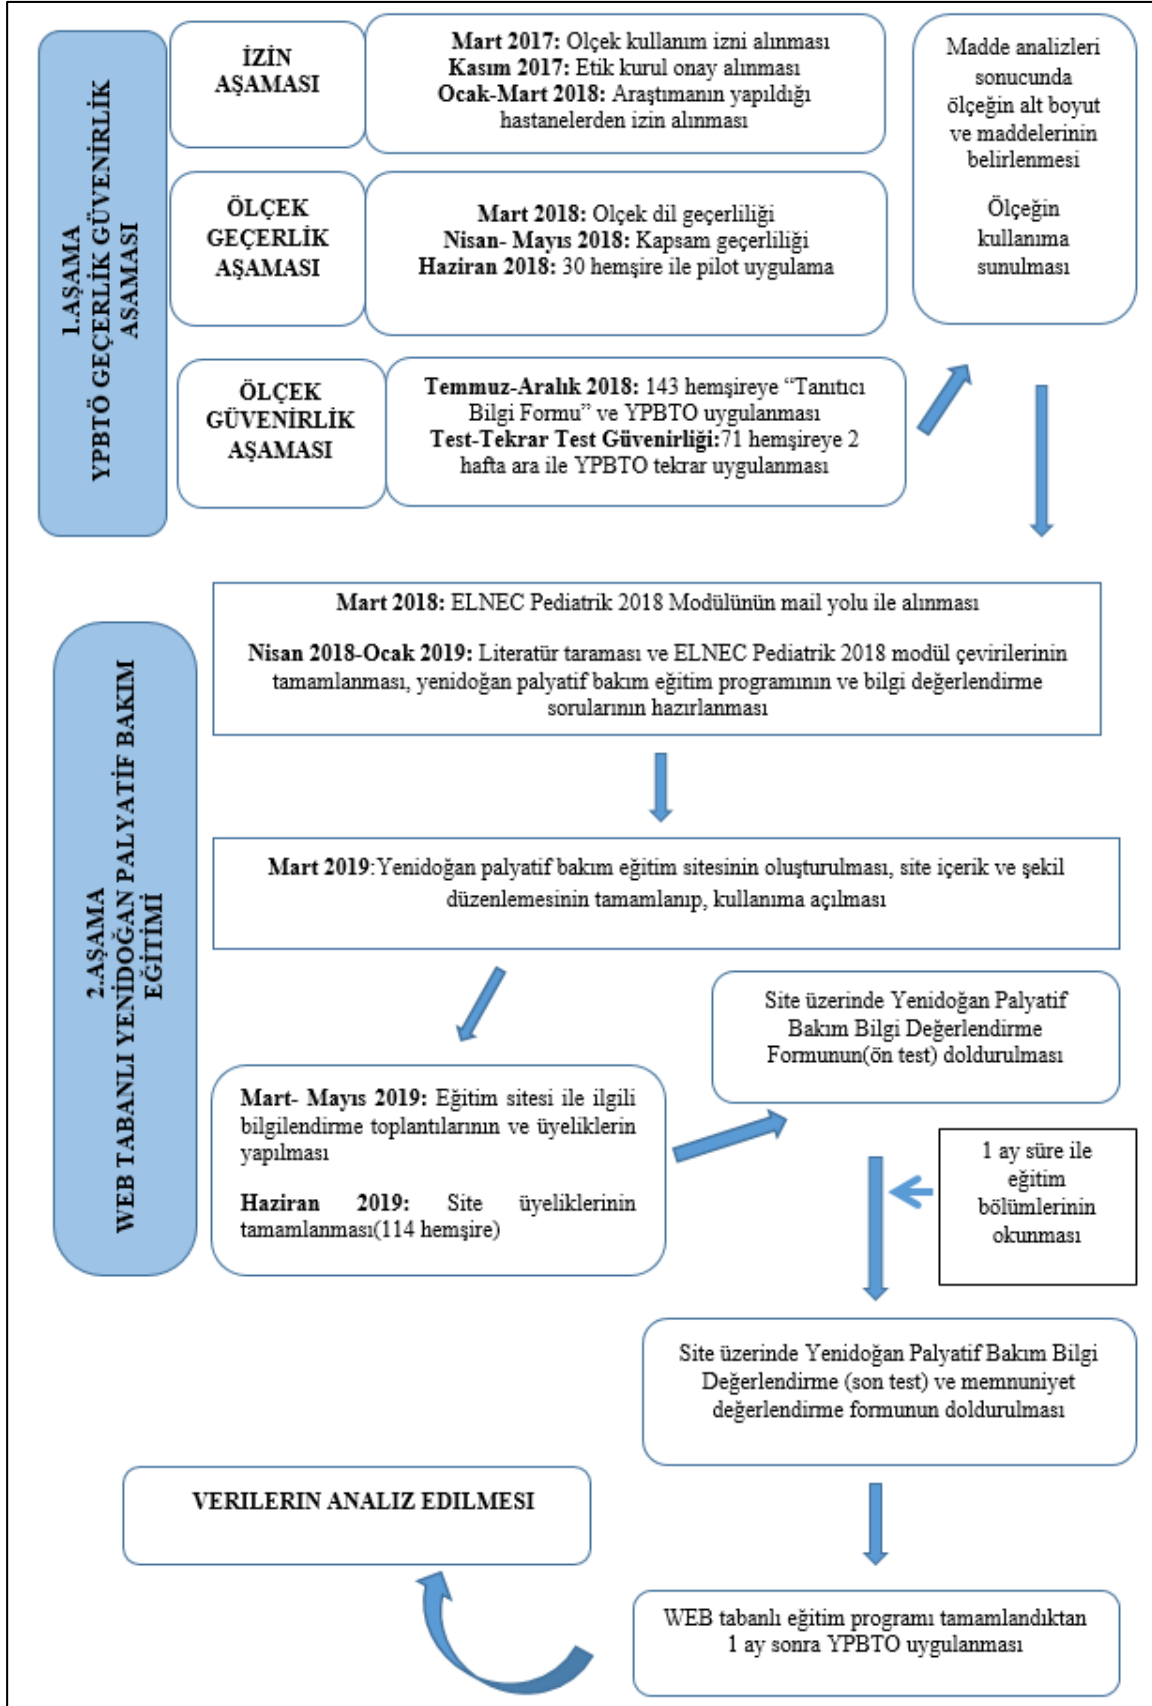 1.AŞAMA
YPBTÖ GEÇERLİK GÜVENİRLİK
AŞAMASI
İZİN
AŞAMASI
Mart 2017: Olçek kullanım izni alınması
Kasım 2017: Etik kurul onay alınması
Ocak-Mart 2018: Araştımanın yapıldığı
hastanelerden izin alınması
ÖLÇEK
GEÇERLİK
AŞAMASI
Mart 2018: Olçek dil geçerliliği
Nisan- Mayıs 2018: Kapsam geçerliliği
Haziran 2018: 30 hemşire ile pilot uygulama
ÖLÇEK
GÜVENİRLİK
AŞAMASI
Temmuz-Aralık 2018: 143 hemşireye “Tanıtıcı
Bilgi Formu” ve YPBTO uygulanması
Test-Tekrar Test Güvenirliği:71 hemşireye 2
hafta ara ile YPBTO tekrar uygulanması
Madde analizleri
sonucunda
ölçeğin alt boyut
ve maddelerinin
belirlenmesi
Ölçeğin
kullanıma
sunulması
2.AŞAMA
WEB TABANLI YENİDOĞAN PALYATİF BAKIM
EĞİTİMİ
Mart 2018: ELNEC Pediatrik 2018 Modülünün mail yolu ile alınması
Nisan 2018-Ocak 2019: Literatür taraması ve ELNEC Pediatrik 2018 modül çevirilerinin
tamamlanması, yenidoğan palyatif bakım eğitim programının ve bilgi değerlendirme
sorularının hazırlanması
Mart 2019:Yenidoğan palyatif bakım eğitim sitesinin oluşturulması, site içerik ve şekil
düzenlemesinin tamamlanıp, kullanıma açılması
Mart- Mayıs 2019: Eğitim sitesi ile ilgili
bilgilendirme toplantılarının ve üyeliklerin
yapılması
Haziran 2019: Site üyeliklerinin
tamamlanması(114 hemşire)
Site üzerinde Yenidoğan Palyatif
Bakım Bilgi Değerlendirme
Formunun(ön test) doldurulması
1 ay süre ile
eğitim
bölümlerinin
okunması
Site üzerinde Yenidoğan Palyatif Bakım Bilgi
Değerlendirme (son test) ve memnuniyet
değerlendirme formunun doldurulması
WEB tabanlı eğitim programı tamamlandıktan
1 ay sonra YPBTO uygulanması
VERILERIN ANALIZ EDILMESI